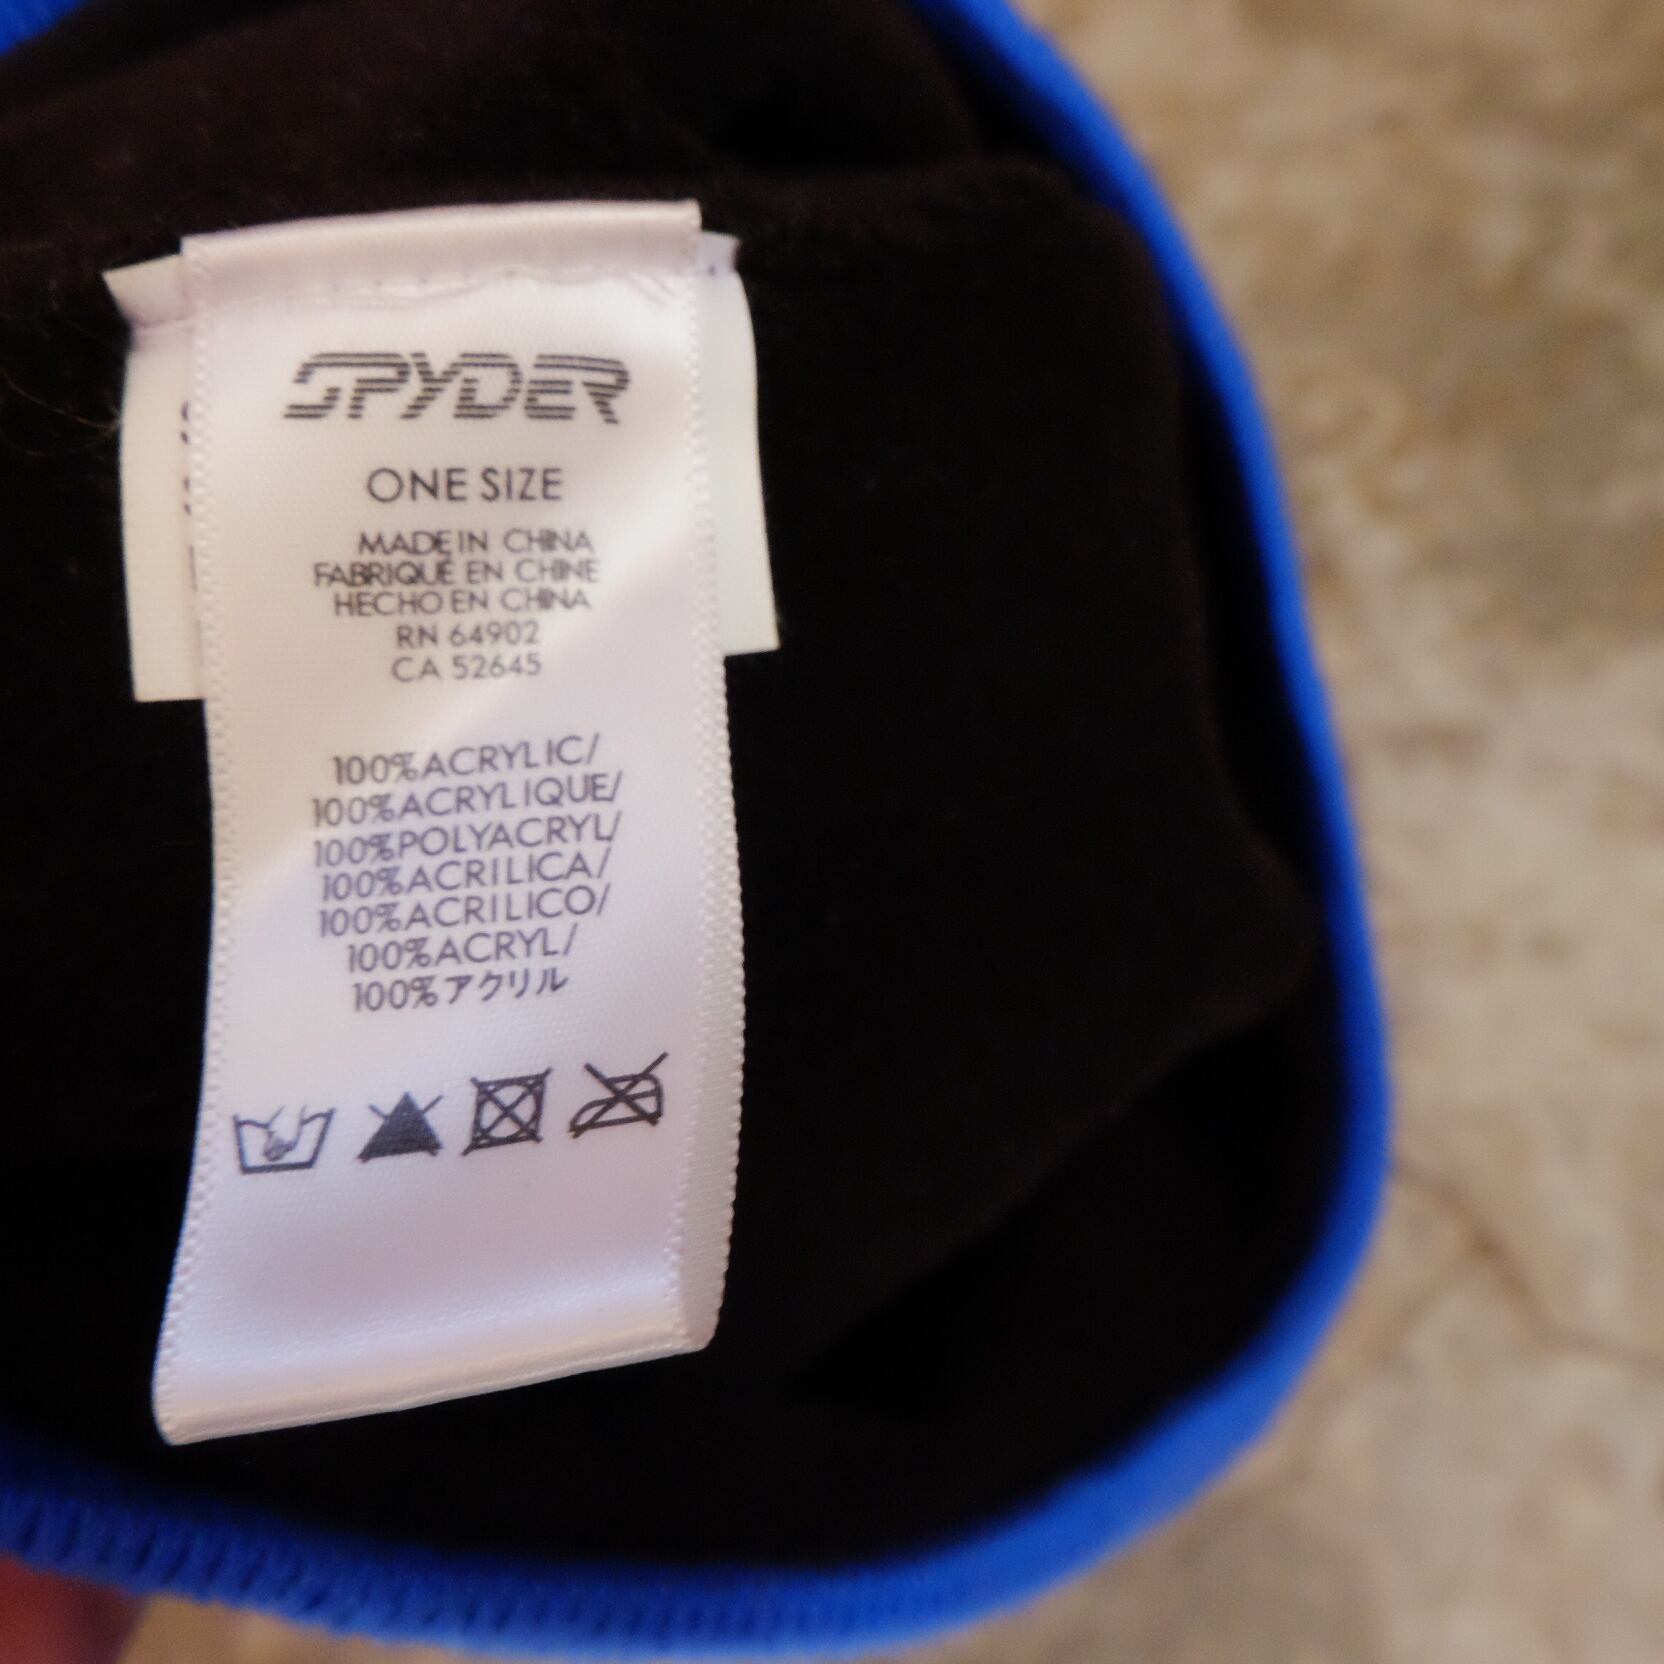 SPYDER
ONE SIZE
MADE IN CHINA
FABRIQUÉ EN CHINE
HECHO EN CHINA
RN 64902
CA 52645
100% ACRYLIC/
100% ACRYLIQUE/
100% POLYACRYL/
100% ACRILICA/
100% ACRILICO/
100% ACRYL/
100% アクリル